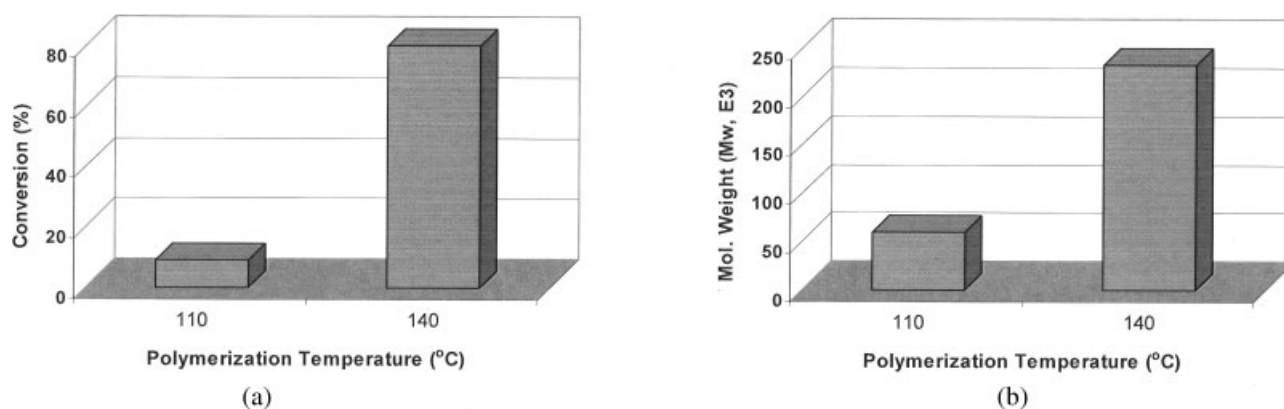 80
60
40
20
0
Conversion (%)
110
140
Polymerization Temperature (°C)
(a)
250
200
150
100
50
0
Mol. Weight (Mw, E3)
110
140
Polymerization Temperature (°C)
(b)